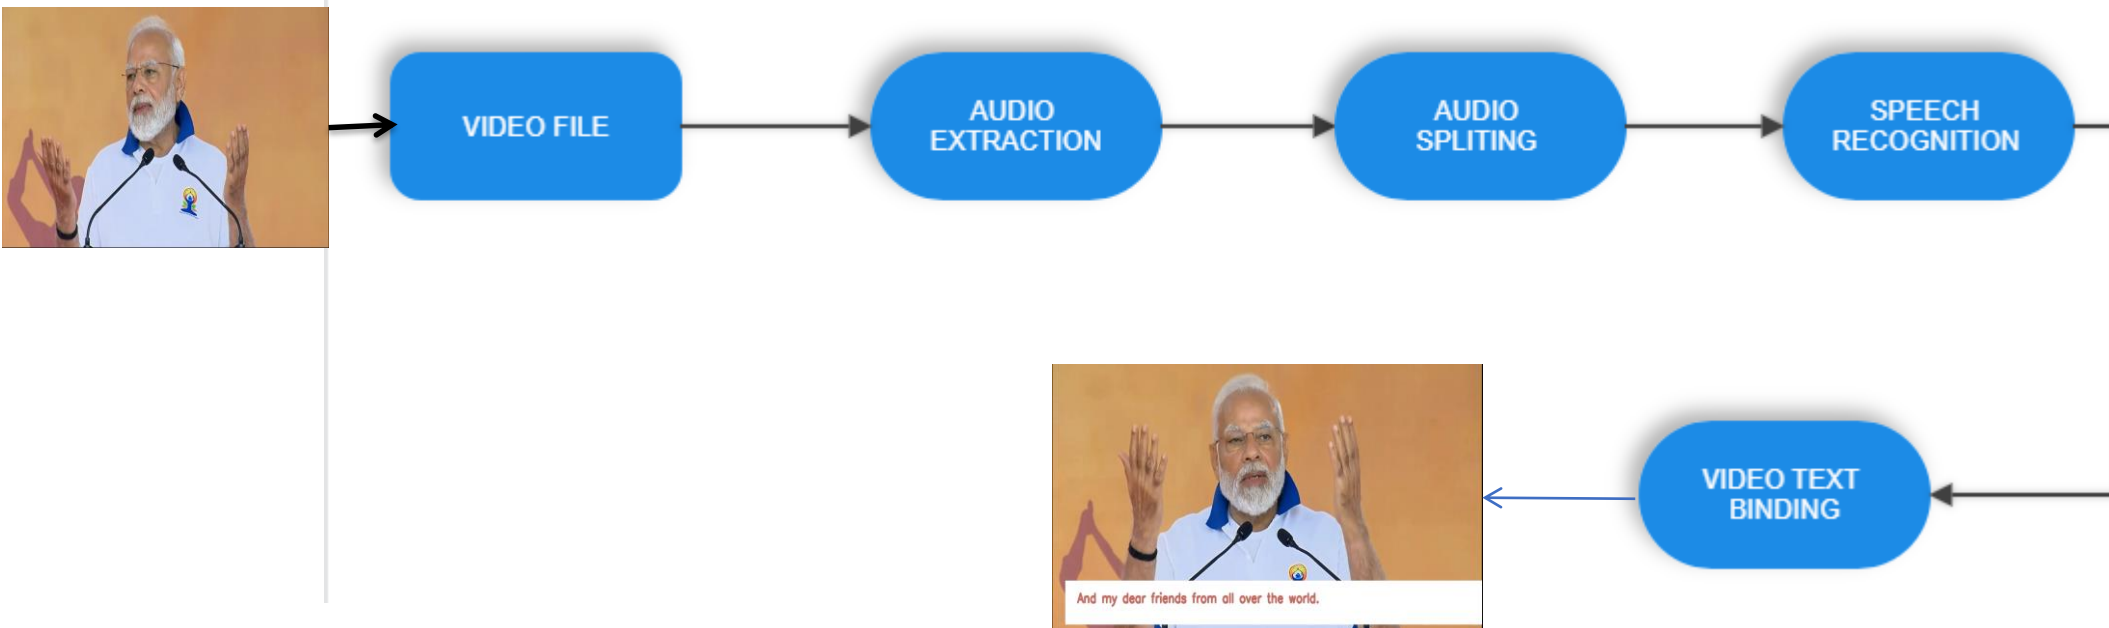 VIDEO FILE
AUDIO
EXTRACTION
AUDIO
SPLITING
SPEECH
RECOGNITION
VIDEO TEXT
BINDING
And my dear friends from all over the world.